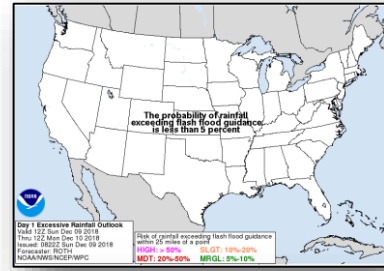 The probability of rainfall
exceeding flash flood guidance
is less than 5 percent
NOAA
Day 1 Excessive Rainfall Outlook
Valid 12Z Sun Dec 09 2018
Thru 12Z Mon Dec 10 2018
Issued: 0822Z Sun Dec 09 2018
Forecaster: ROTH
NOAA/NWS/NCEP/WPC
Risk of rainfall exceeding flash flood guidance
within 25 miles of a point
HIGH: > 50% SLGT: 10%-20%
MDT: 20%-50% MRGL: 5%-10%